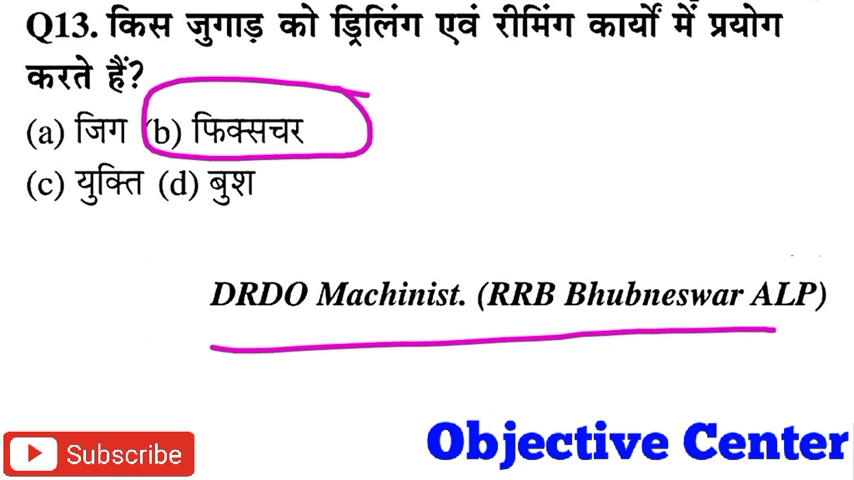 Q13. किस जुगाड़ को ड्रिलिंग एवं रीमिंग कार्यों में प्रयोग
करते हैं?
(a) जिग (b) फिक्सचर
(c) युक्ति (d) बुश
DRDO Machinist. (RRB Bhubneswar ALP)
Objective Center
Subscribe